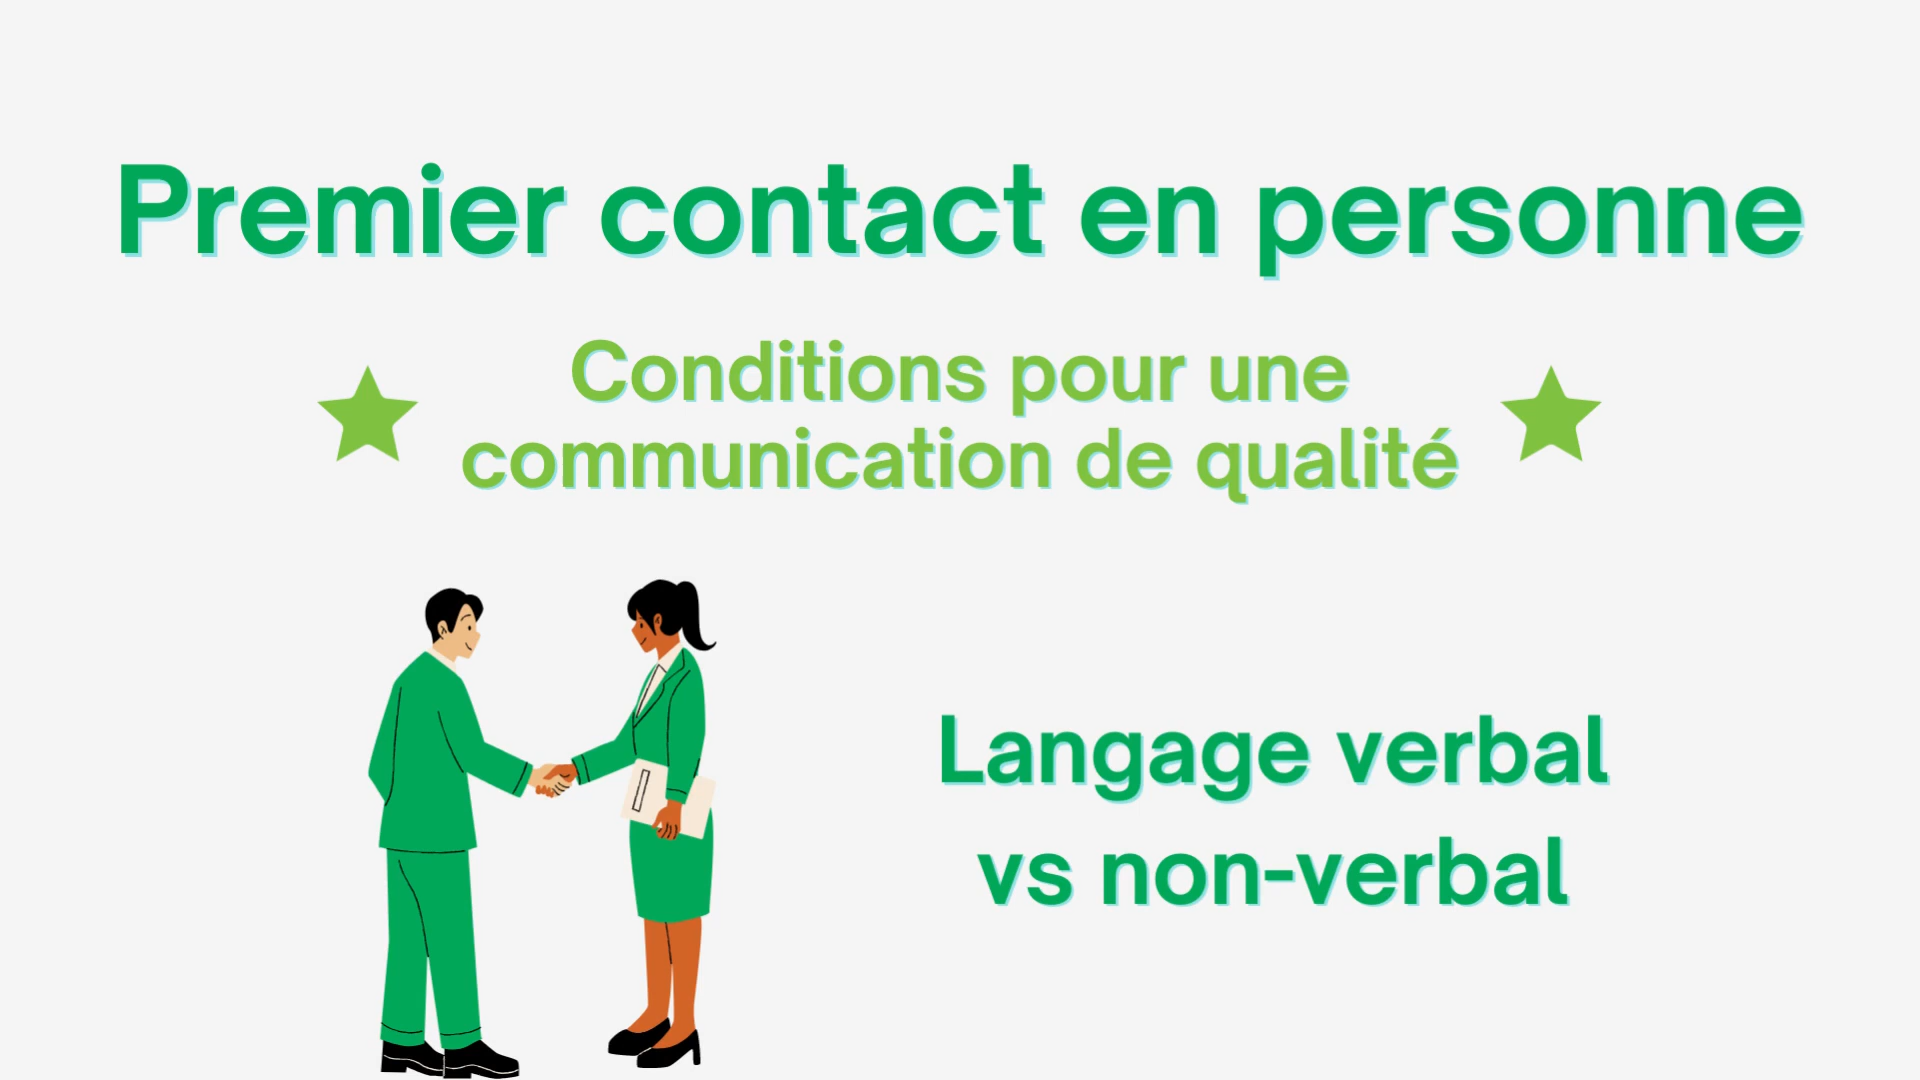 Premier contact en personne
Conditions pour une
communication de qualité
Langage verbal
vs non-verbal